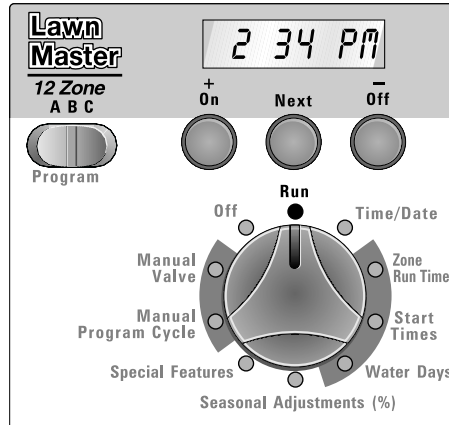 Lawn
Master
12 Zone
A B C
Program
2 34 PM
+
On
Next
−
Off
Run
Off
Time/Date
Manual
Valve
Zone
Run Time
Manual
Program Cycle
Start
Times
Special Features
Water Days
Seasonal Adjustments (%)